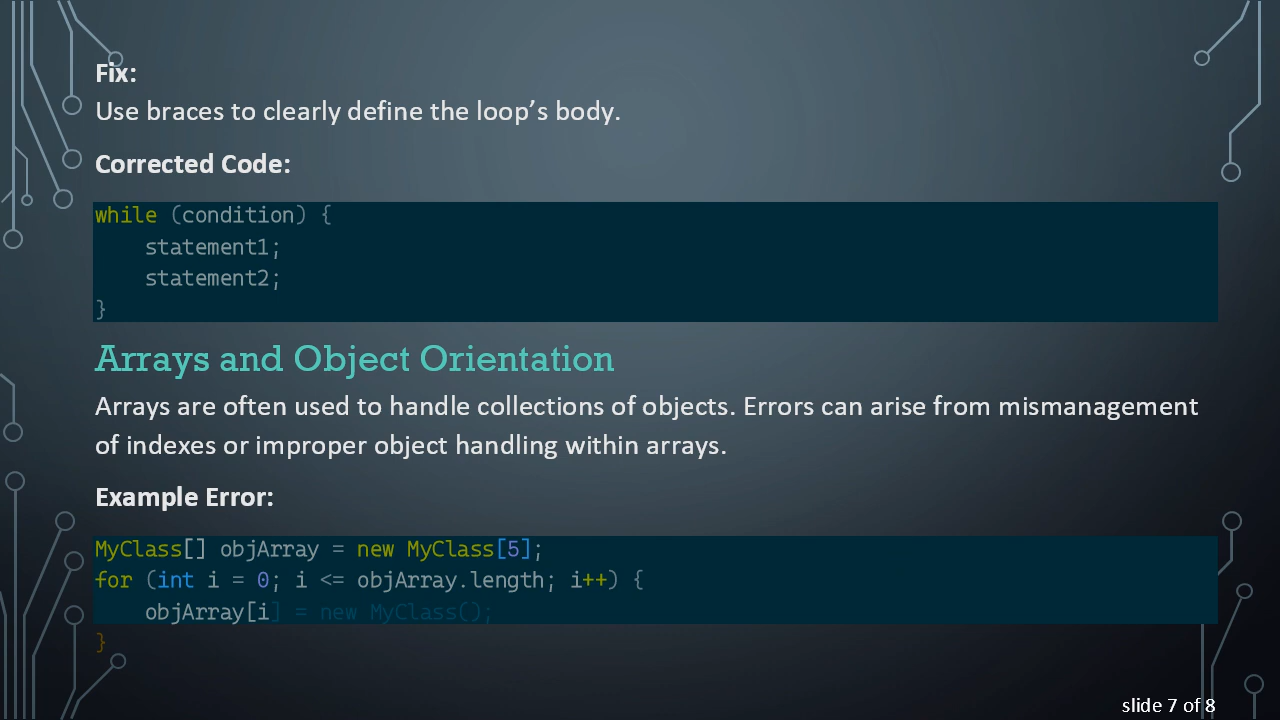 Fix:
Use braces to clearly define the loop’s body.
Corrected Code:
while (condition) {
    statement1;
    statement2;
}
Arrays and Object Orientation
Arrays are often used to handle collections of objects. Errors can arise from mismanagement
of indexes or improper object handling within arrays.
Example Error:
MyClass[] objArray = new MyClass[5];
for (int i = 0; i <= objArray.length; i++) {
    objArray[i] = new MyClass();
}
slide 7 of 8